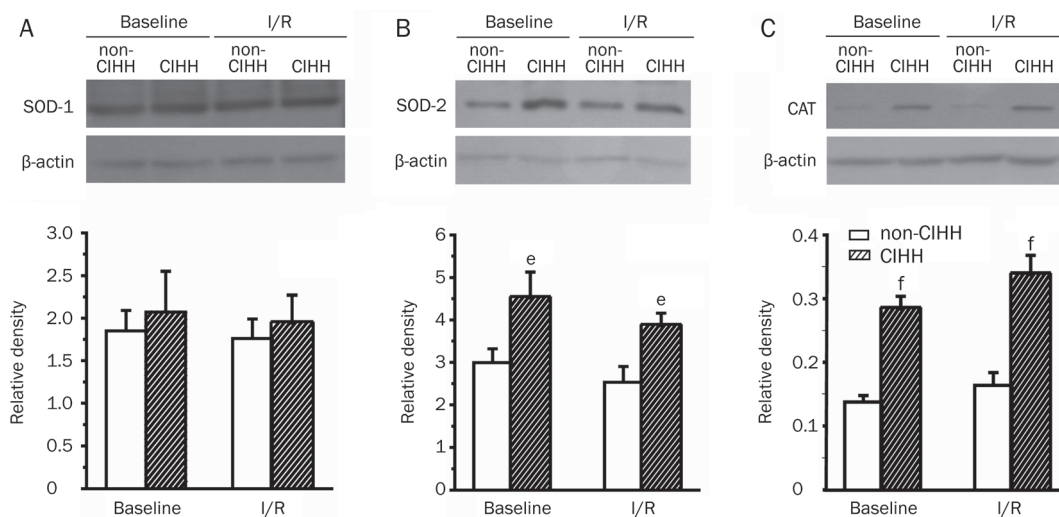 A
Baseline
I/R
non-
CIHH
CIHH
non-
CIHH
CIHH
SOD-1
β-actin
Relative density
3.0
2.5
2.0
1.5
1.0
0.5
0
Baseline
I/R
B
Baseline
I/R
non-
CIHH
CIHH
non-
CIHH
CIHH
SOD-2
β-actin
Relative density
6
5
4
3
2
1
0
e
e
Baseline
I/R
C
Baseline
I/R
non-
CIHH
CIHH
non-
CIHH
CIHH
CAT
β-actin
Relative density
0.4
0.3
0.2
0.1
0
non-CIHH
CIHH
f
f
Baseline
I/R